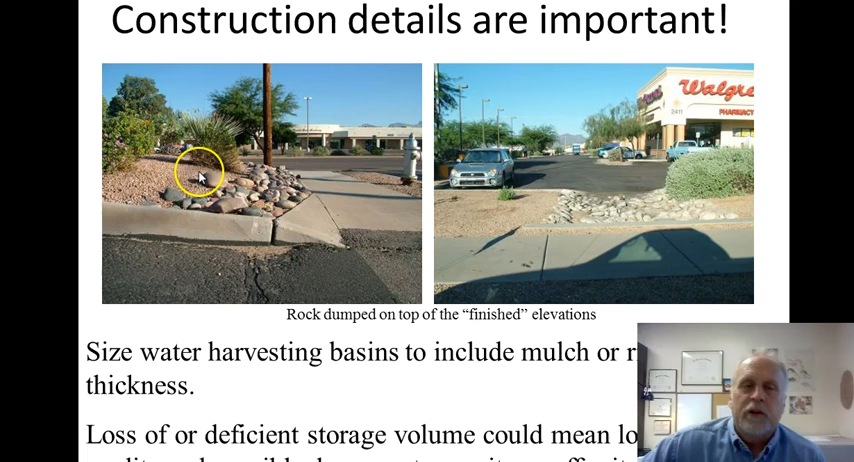 Construction details are important!
Walgre
PHARMACY
2411
Rock dumped on top of the “finished” elevations
Size water harvesting basins to include mulch or r
thickness.
Loss of or deficient storage volume could mean lo